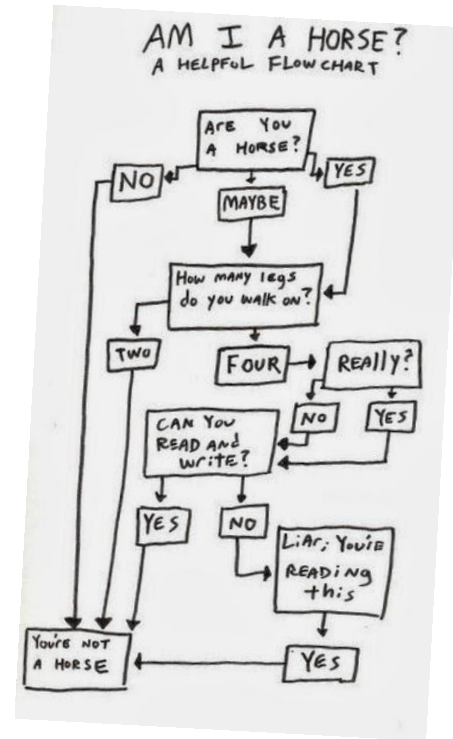 AM I A HORSE?
A HELPFUL FLOWCHART
ARE YOU
A HORSE?
NO
YES
MAYBE
HOW MANY legs
do you WALK ON?
TWO
FOUR
REAlly?
NO
YES
CAN YOU
READ ANd
WRiTE?
YES
NO
LiAr; YOU'rE
READiNg
this
YOU'rE NOT
A HORSE
YES